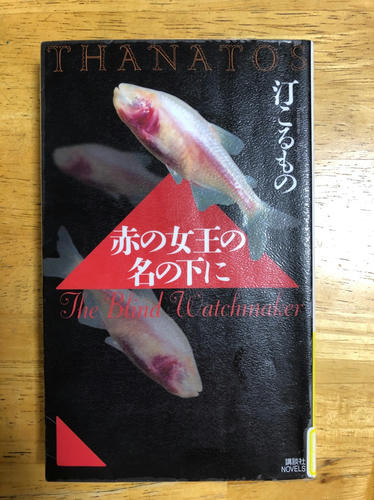 THANATOS
汀こるもの
赤の女王の
名の下に
The Blind Watchmaker
講談社
NOVELS